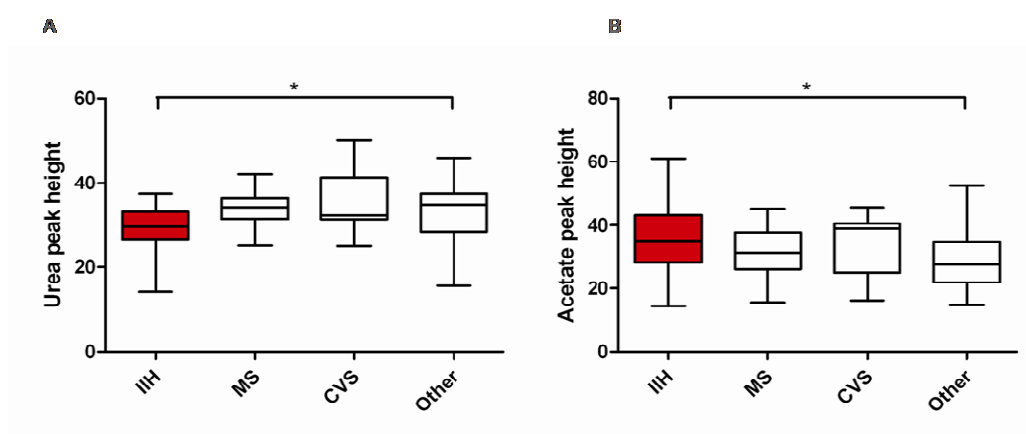 A
B
*
60
40
20
0
Urea peak height
IIH
MS
CVS
Other
*
80
60
40
20
0
Acetate peak height
IIH
MS
CVS
Other